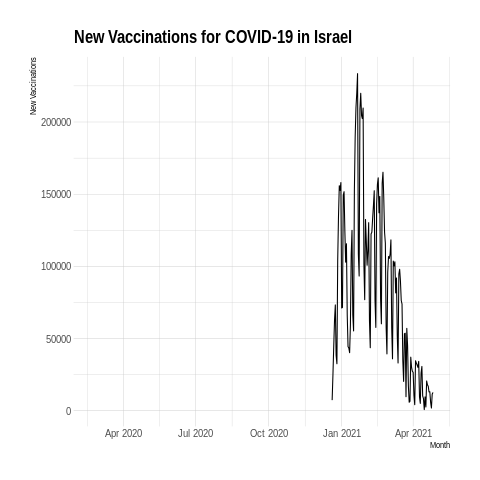 New Vaccinations for COVID-19 in Israel
New Vaccinations
200000
150000
100000
50000
0
Apr 2020
Jul 2020
Oct 2020
Jan 2021
Apr 2021
Month